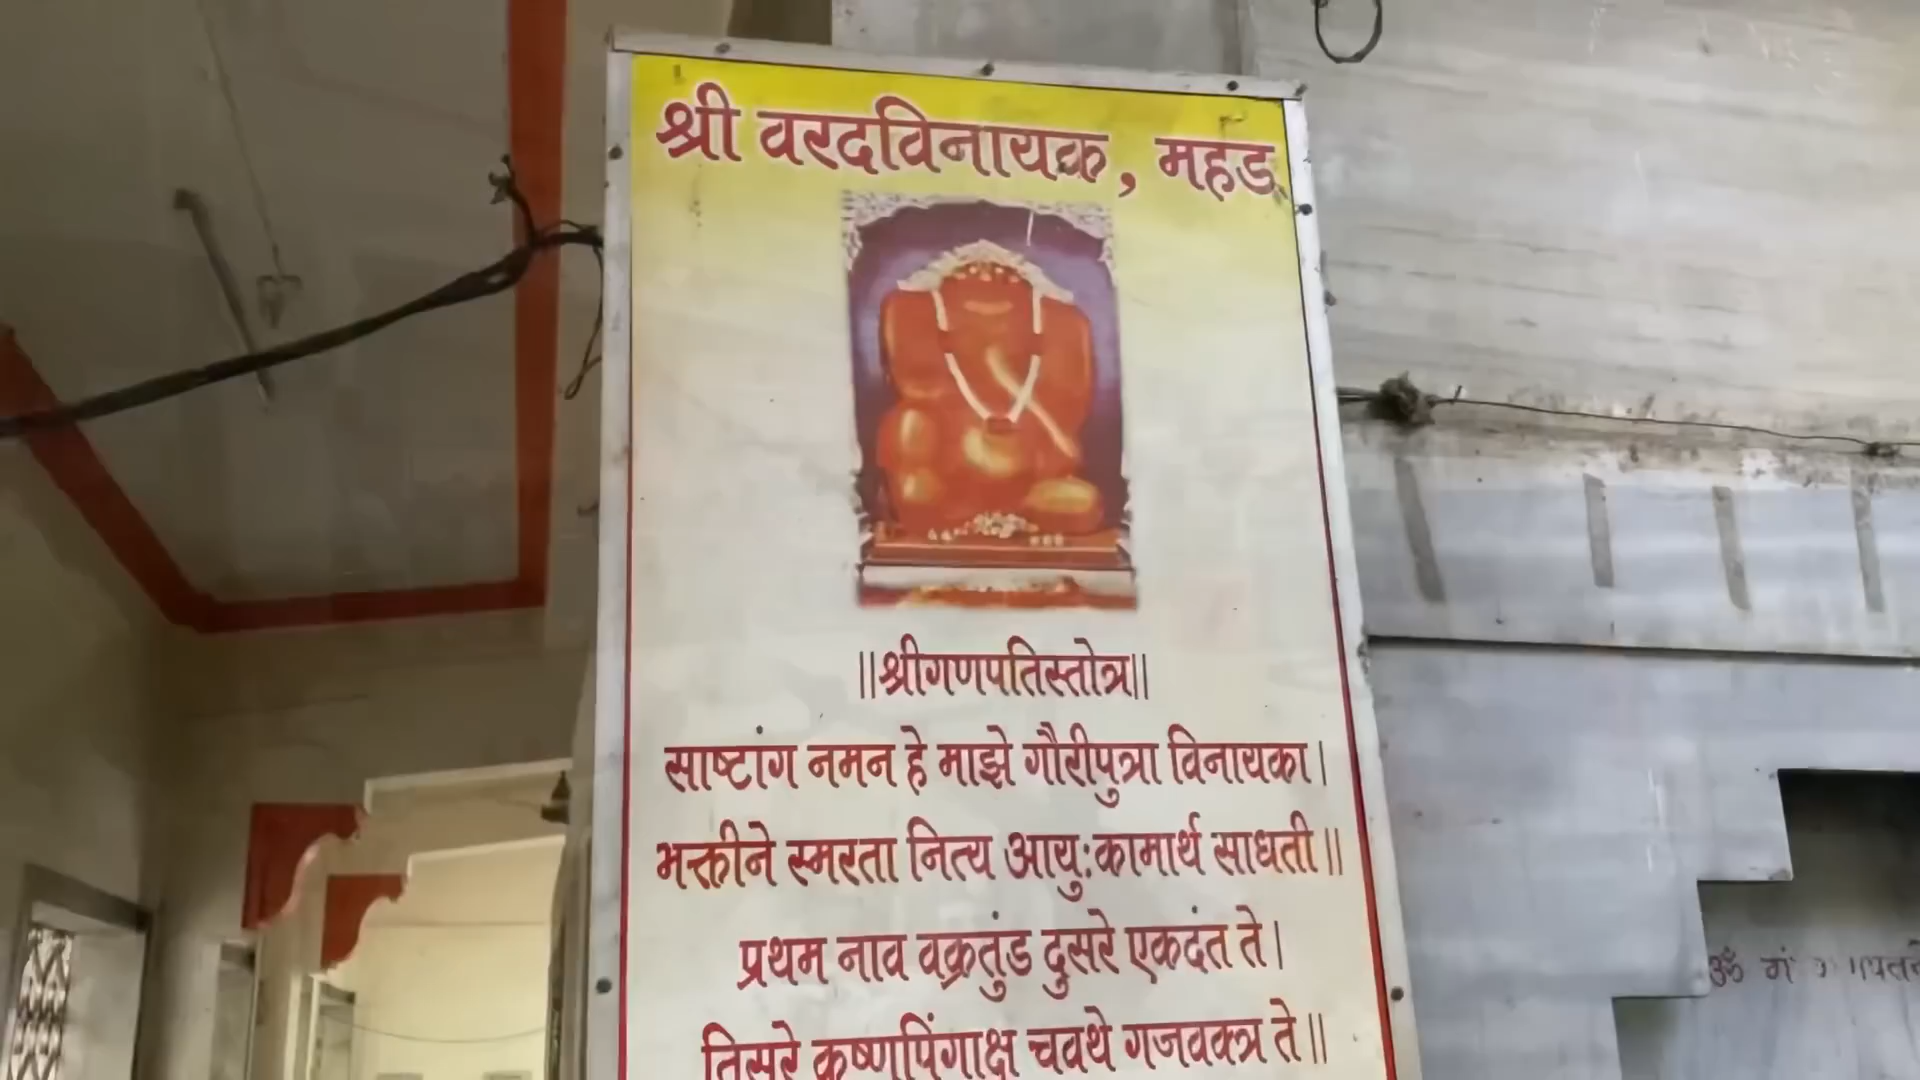 श्री वरदविनायक, महड
||श्रीगणपतिस्तोत्र||
साष्टांग नमन हे माझे गौरीपुत्रा विनायका।
भक्तीने स्मरता नित्य आयु:कामार्थ साधती॥
प्रथम नाव वक्रतुंड दुसरे एकदंत ते।
तिसरे कृष्णपिंगाक्ष चवथे गजवक्त्र ते॥
ॐ गं